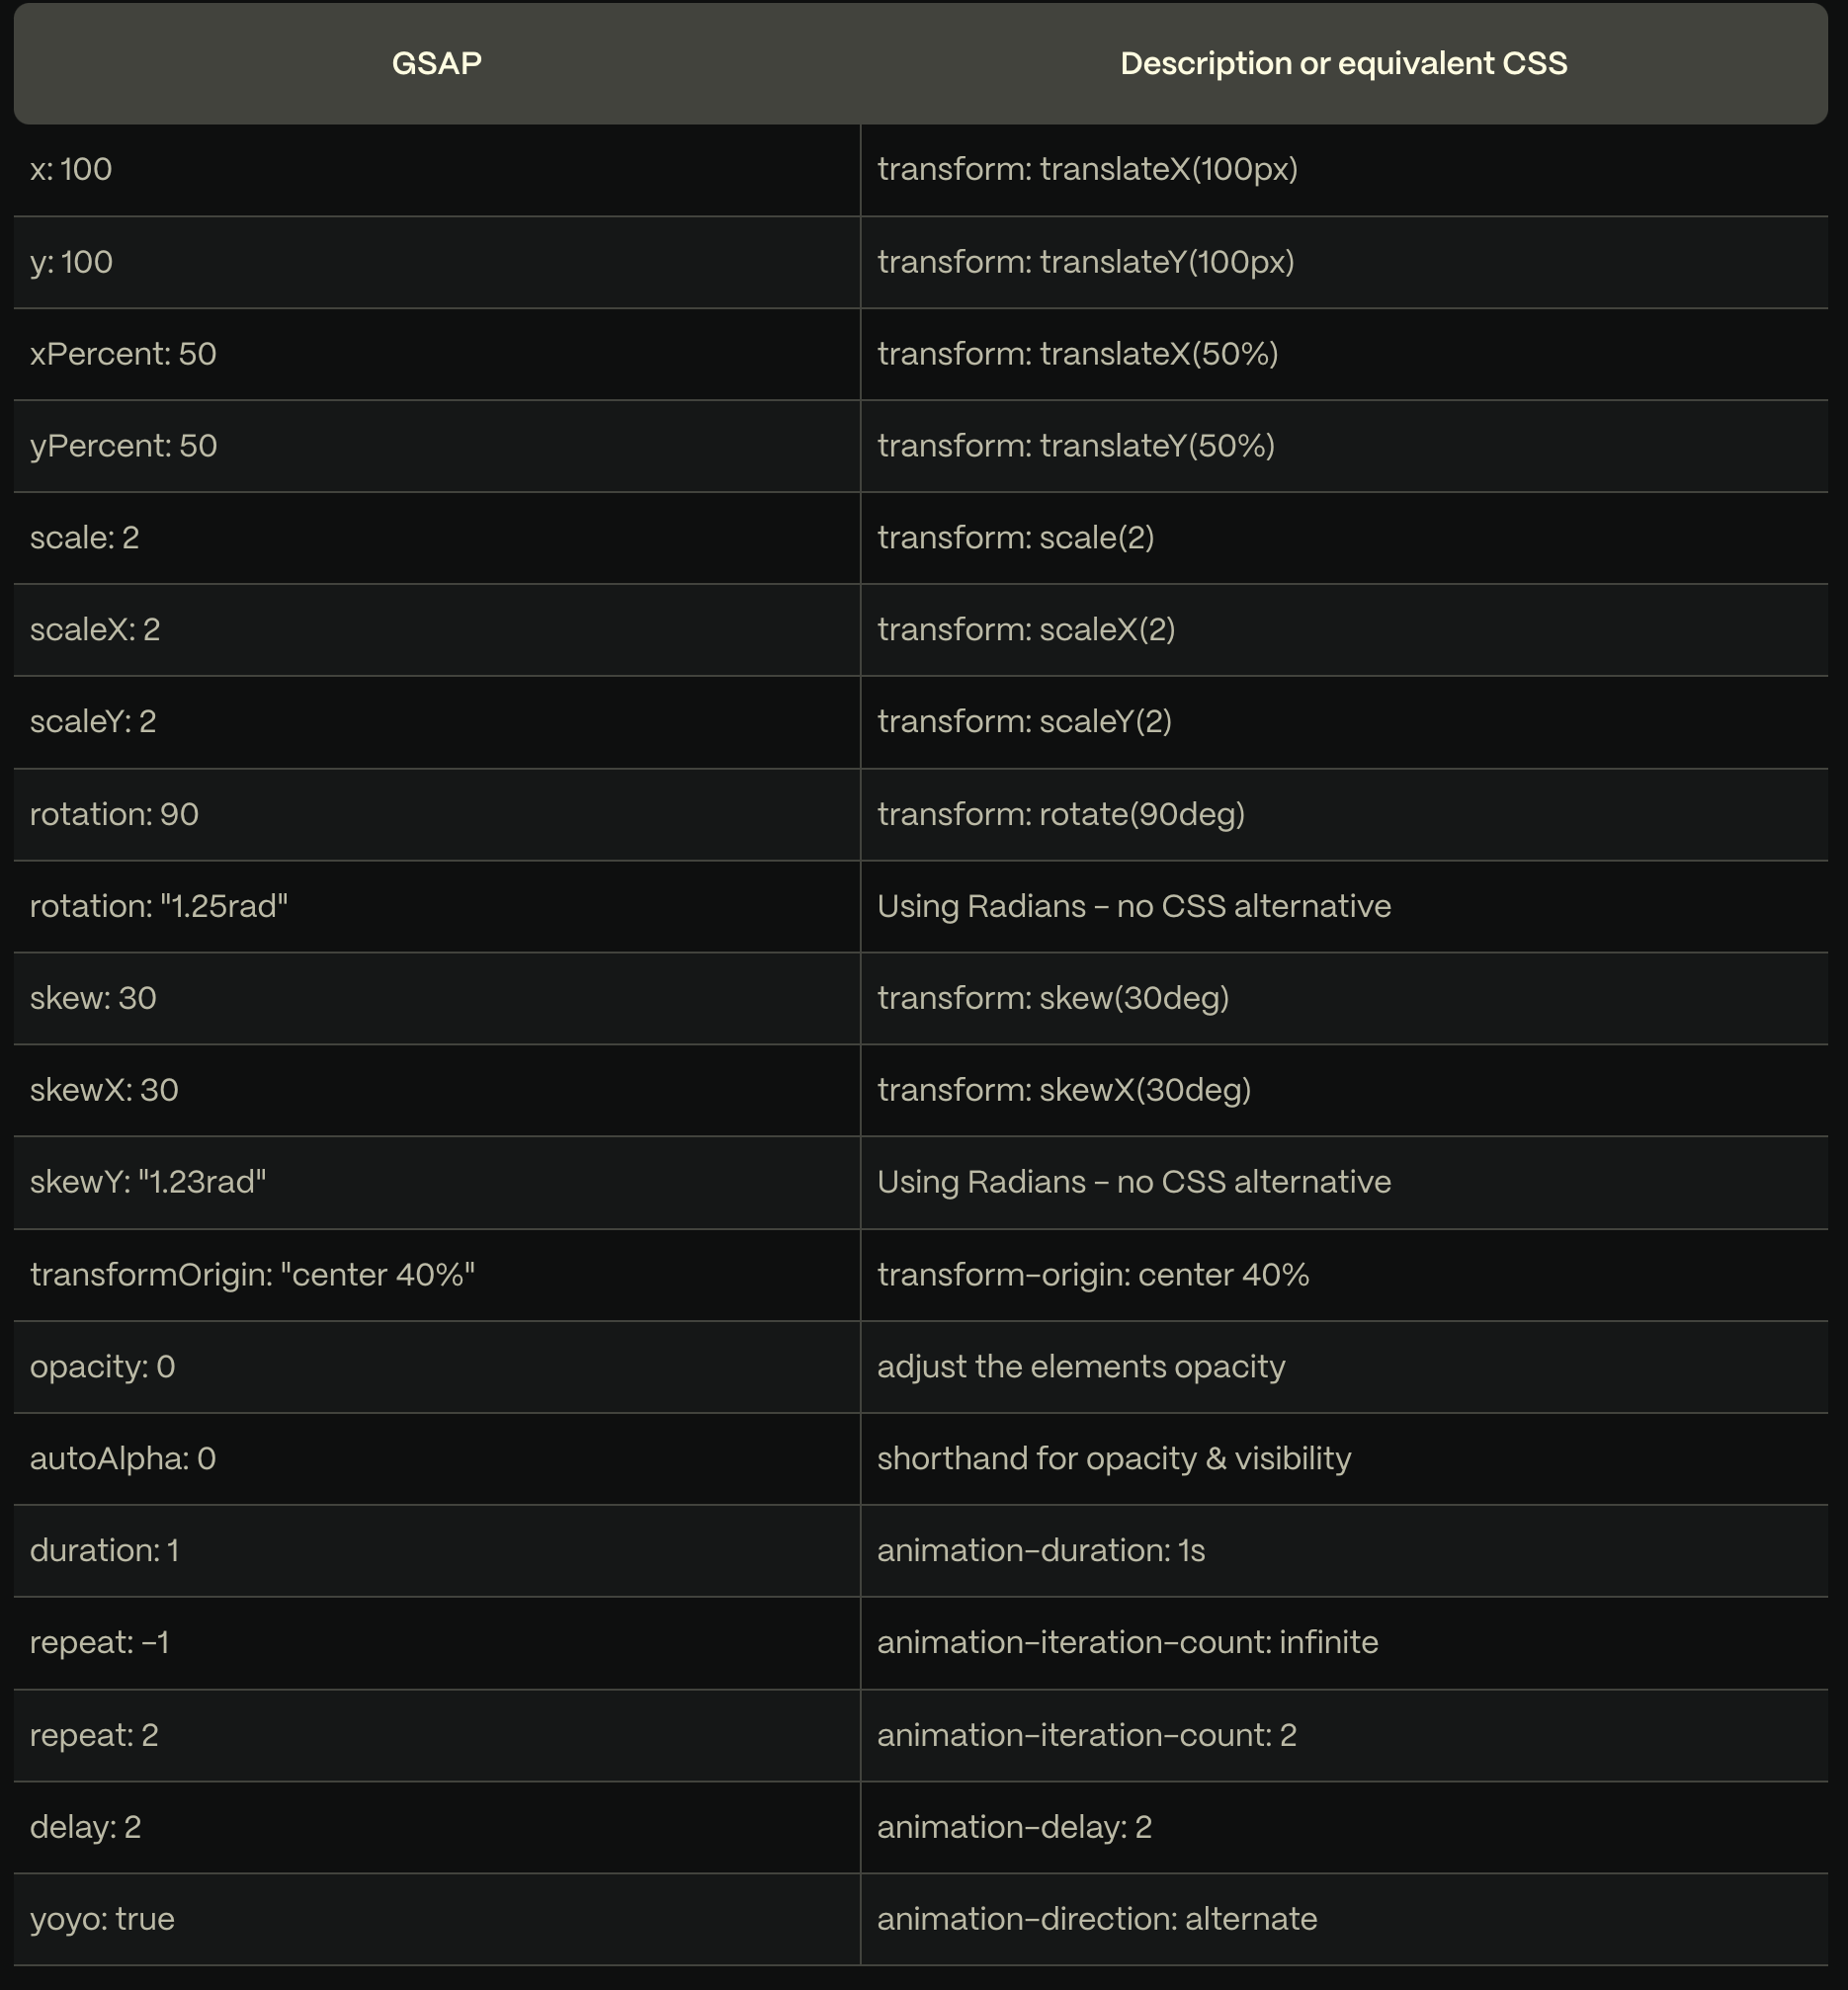 GSAP Description or equivalent CSS
x: 100 transform: translateX(100px)
y: 100 transform: translateY(100px)
xPercent: 50 transform: translateX(50%)
yPercent: 50 transform: translateY(50%)
scale: 2 transform: scale(2)
scaleX: 2 transform: scaleX(2)
scaleY: 2 transform: scaleY(2)
rotation: 90 transform: rotate(90deg)
rotation: "1.25rad" Using Radians – no CSS alternative
skew: 30 transform: skew(30deg)
skewX: 30 transform: skewX(30deg)
skewY: "1.23rad" Using Radians – no CSS alternative
transformOrigin: "center 40%" transform-origin: center 40%
opacity: 0 adjust the elements opacity
autoAlpha: 0 shorthand for opacity & visibility
duration: 1 animation-duration: 1s
repeat: -1 animation-iteration-count: infinite
repeat: 2 animation-iteration-count: 2
delay: 2 animation-delay: 2
yoyo: true animation-direction: alternate